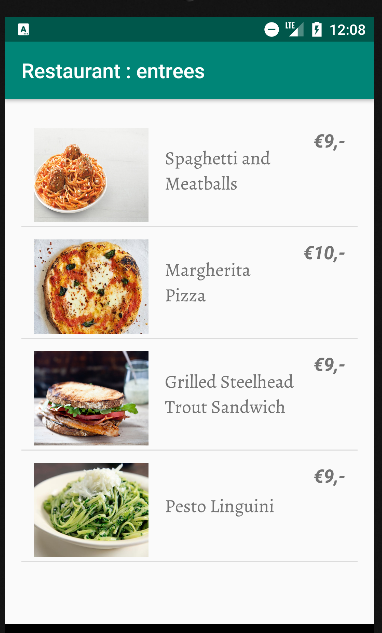 A LTE 12:08
Restaurant : entrees
Spaghetti and
Meatballs
€9,-
Margherita
Pizza
€10,-
Grilled Steelhead
Trout Sandwich
€9,-
Pesto Linguini
€9,-